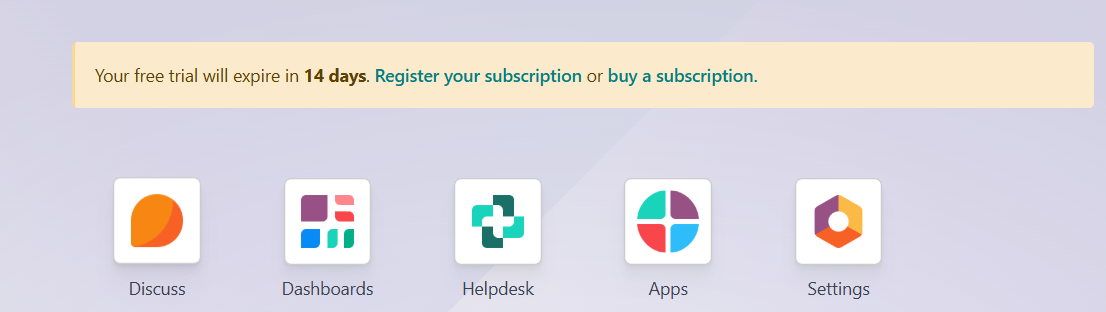 Your free trial will expire in 14 days. Register your subscription or buy a subscription.
Discuss
Dashboards
Helpdesk
Apps
Settings